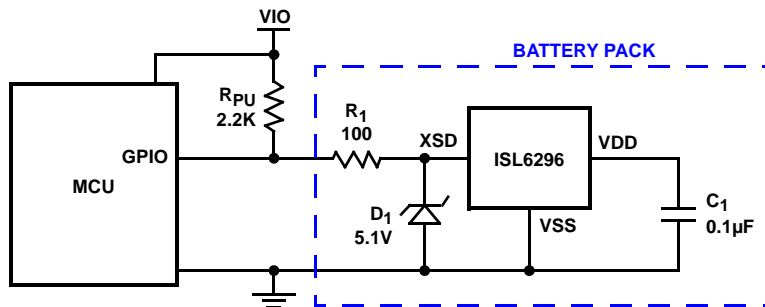 VIO
BATTERY PACK
RPU
2.2K
R1
100
XSD
ISL6296
VDD
GPIO
MCU
D1
5.1V
VSS
C1
0.1µF